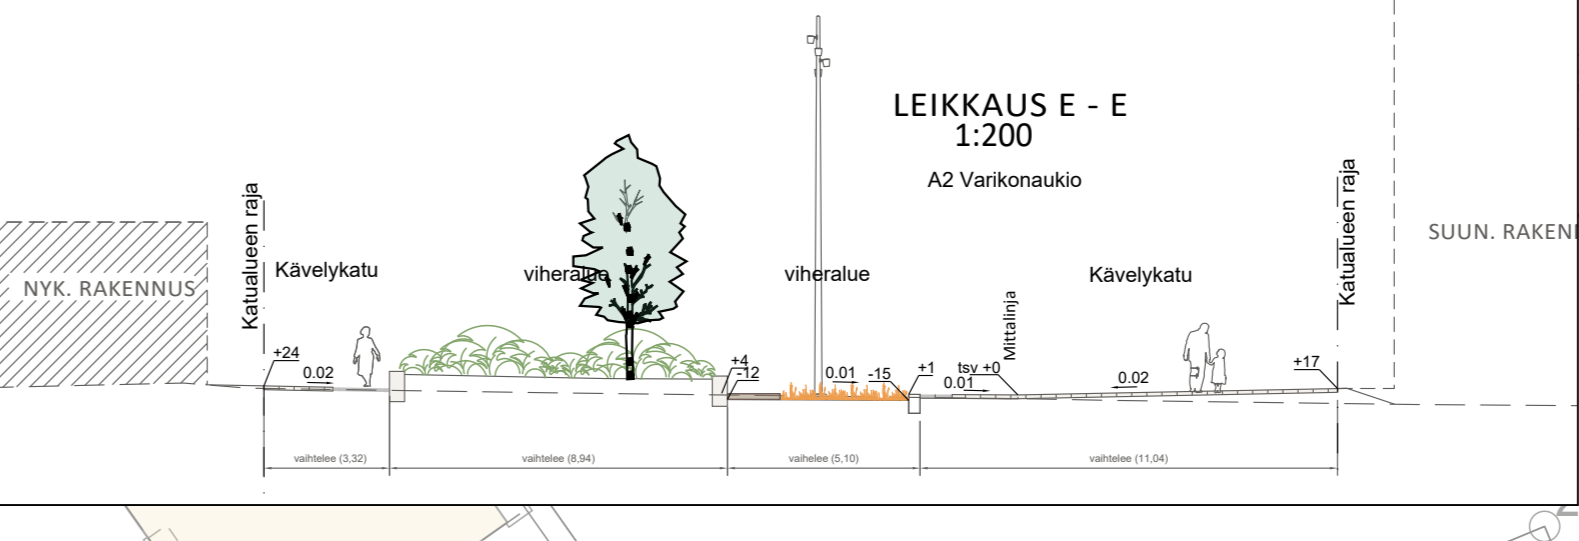 LEIKKAUS E - E
1:200
A2 Varikonaukio
Katualueen raja
Kävelykatu
viheralue
viheralue
Kävelykatu
Katualueen raja
NYK. RAKENNUS
SUUN.
Mittalinja
+24
0.02
+4
-12
0.01
-15
+1
tsv +0
0.01
0.02
+17
vaihtelee (3,32)
vaihtelee (8,94)
vaihelee (5,10)
vaihtelee (11,04)